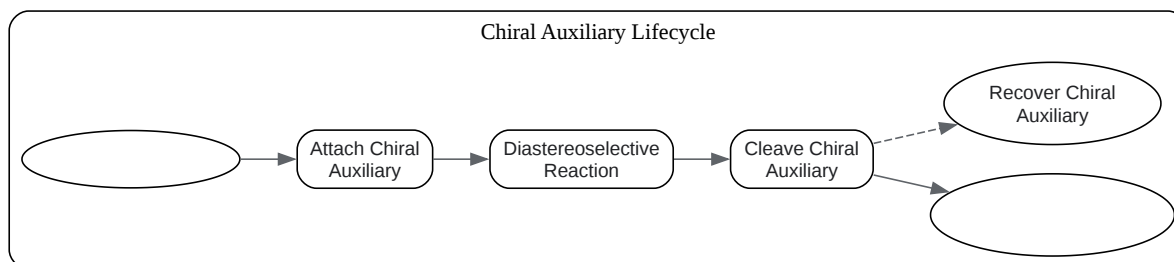 Chiral Auxiliary Lifecycle
Attach Chiral
Auxiliary
Diastereoselective
Reaction
Cleave Chiral
Auxiliary
Recover Chiral
Auxiliary